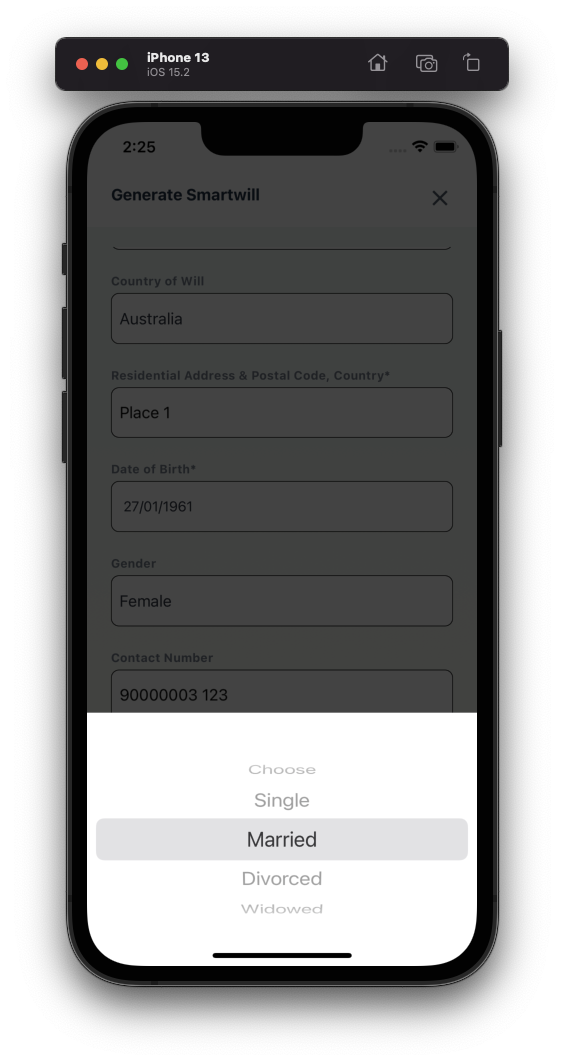 iPhone 13
iOS 15.2
2:25
Generate Smartwill
Country of Will
Australia
Residential Address & Postal Code, Country*
Place 1
Date of Birth*
27/01/1961
Gender
Female
Contact Number
90000003 123
Choose
Single
Married
Divorced
Widowed